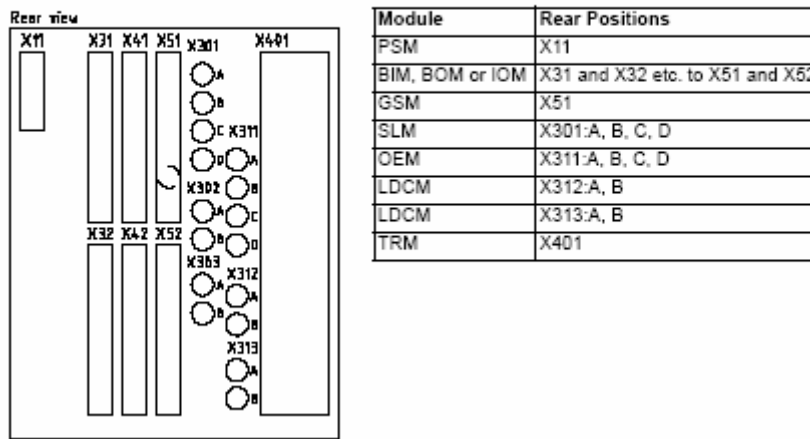 Rear view
X11 X31 X41 X51 X301 X401
A
B
C X311
D A
X302 B
A C
B D
X32 X42 X52
X303 X312
A A
B B
X313
A
B
Module Rear Positions
PSM X11
BIM, BOM or IOM X31 and X32 etc. to X51 and X52
GSM X51
SLM X301:A, B, C, D
OEM X311:A, B, C, D
LDCM X312:A, B
LDCM X313:A, B
TRM X401